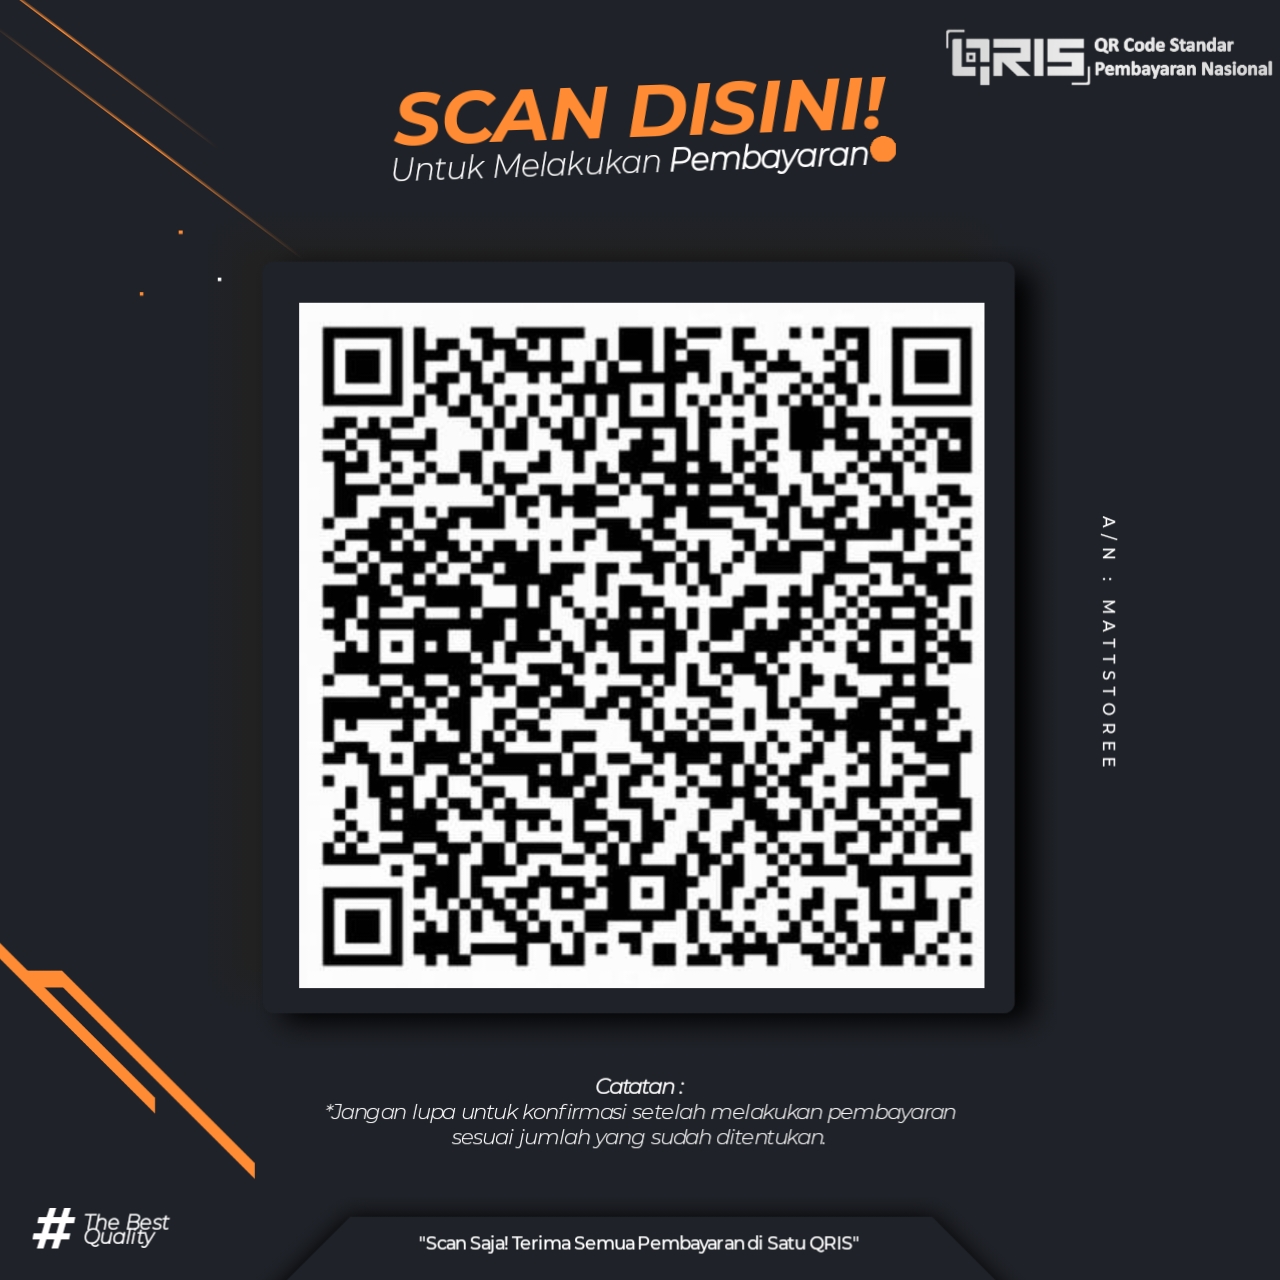 QRIS
QR Code Standar
Pembayaran Nasional
SCAN DISINI!
Untuk Melakukan Pembayaran
A/N : MATTSTOREE
Catatan :
*Jangan lupa untuk konfirmasi setelah melakukan pembayaran
sesuai jumlah yang sudah ditentukan.
# The Best
Quality
"Scan Saja! Terima Semua Pembayaran di Satu QRIS"